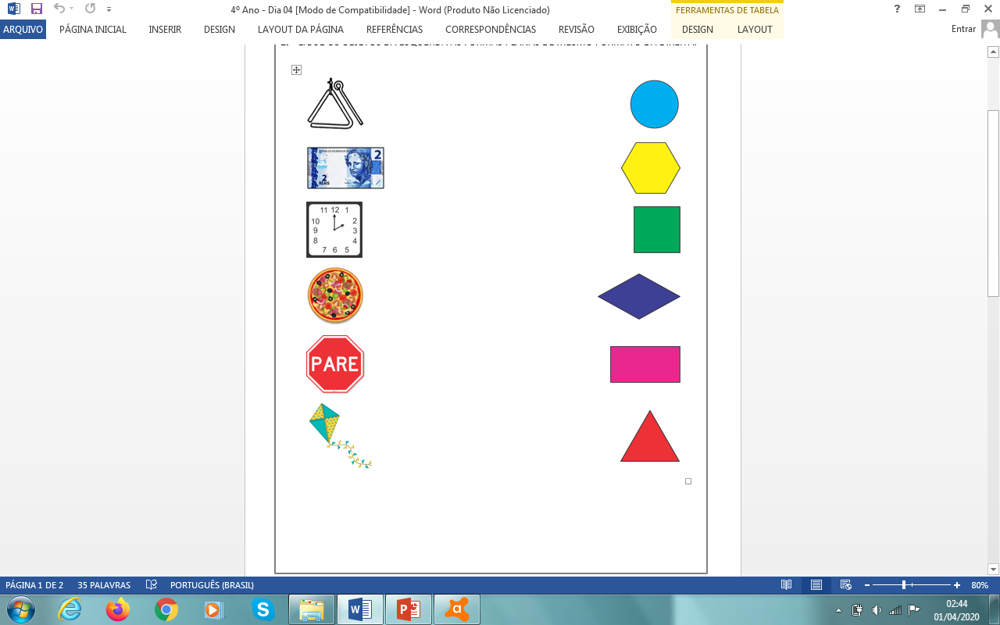 4º Ano - Dia 04 [Modo de Compatibilidade] - Word (Produto Não Licenciado)
FERRAMENTAS DE TABELA
?
ARQUIVO PÁGINA INICIAL INSERIR DESIGN LAYOUT DA PÁGINA REFERÊNCIAS CORRESPONDÊNCIAS REVISÃO EXIBIÇÃO DESIGN LAYOUT Entrar
2
2
REAIS
11 12 1
10 2
9 3
8 4
7 6 5
PARE
PÁGINA 1 DE 2 35 PALAVRAS PORTUGUÊS (BRASIL) 80%
02:44
01/04/2020